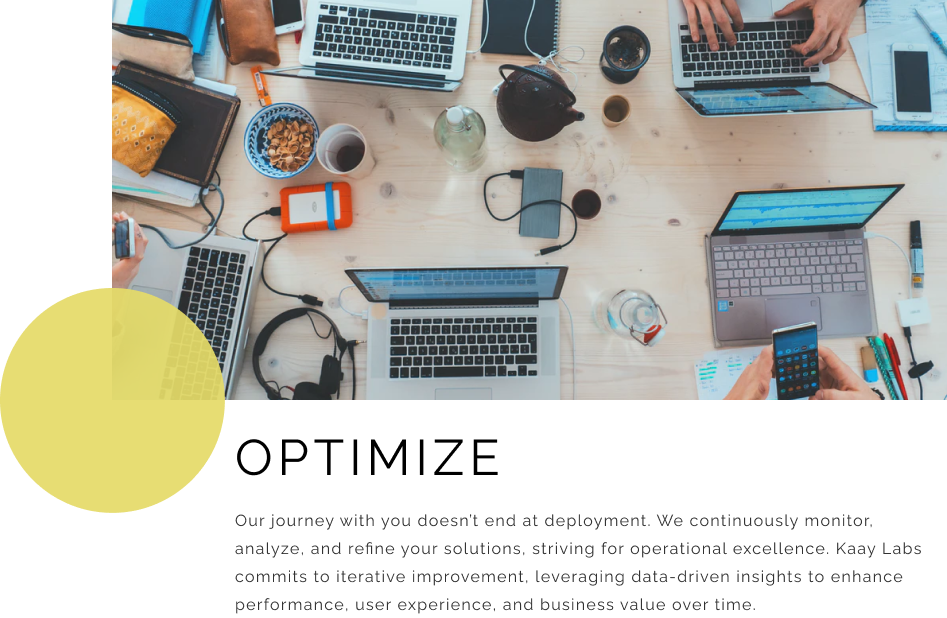 OPTIMIZE
Our journey with you doesn't end at deployment. We continuously monitor,
analyze, and refine your solutions, striving for operational excellence. Kaay Labs
commits to iterative improvement, leveraging data-driven insights to enhance
performance, user experience, and business value over time.